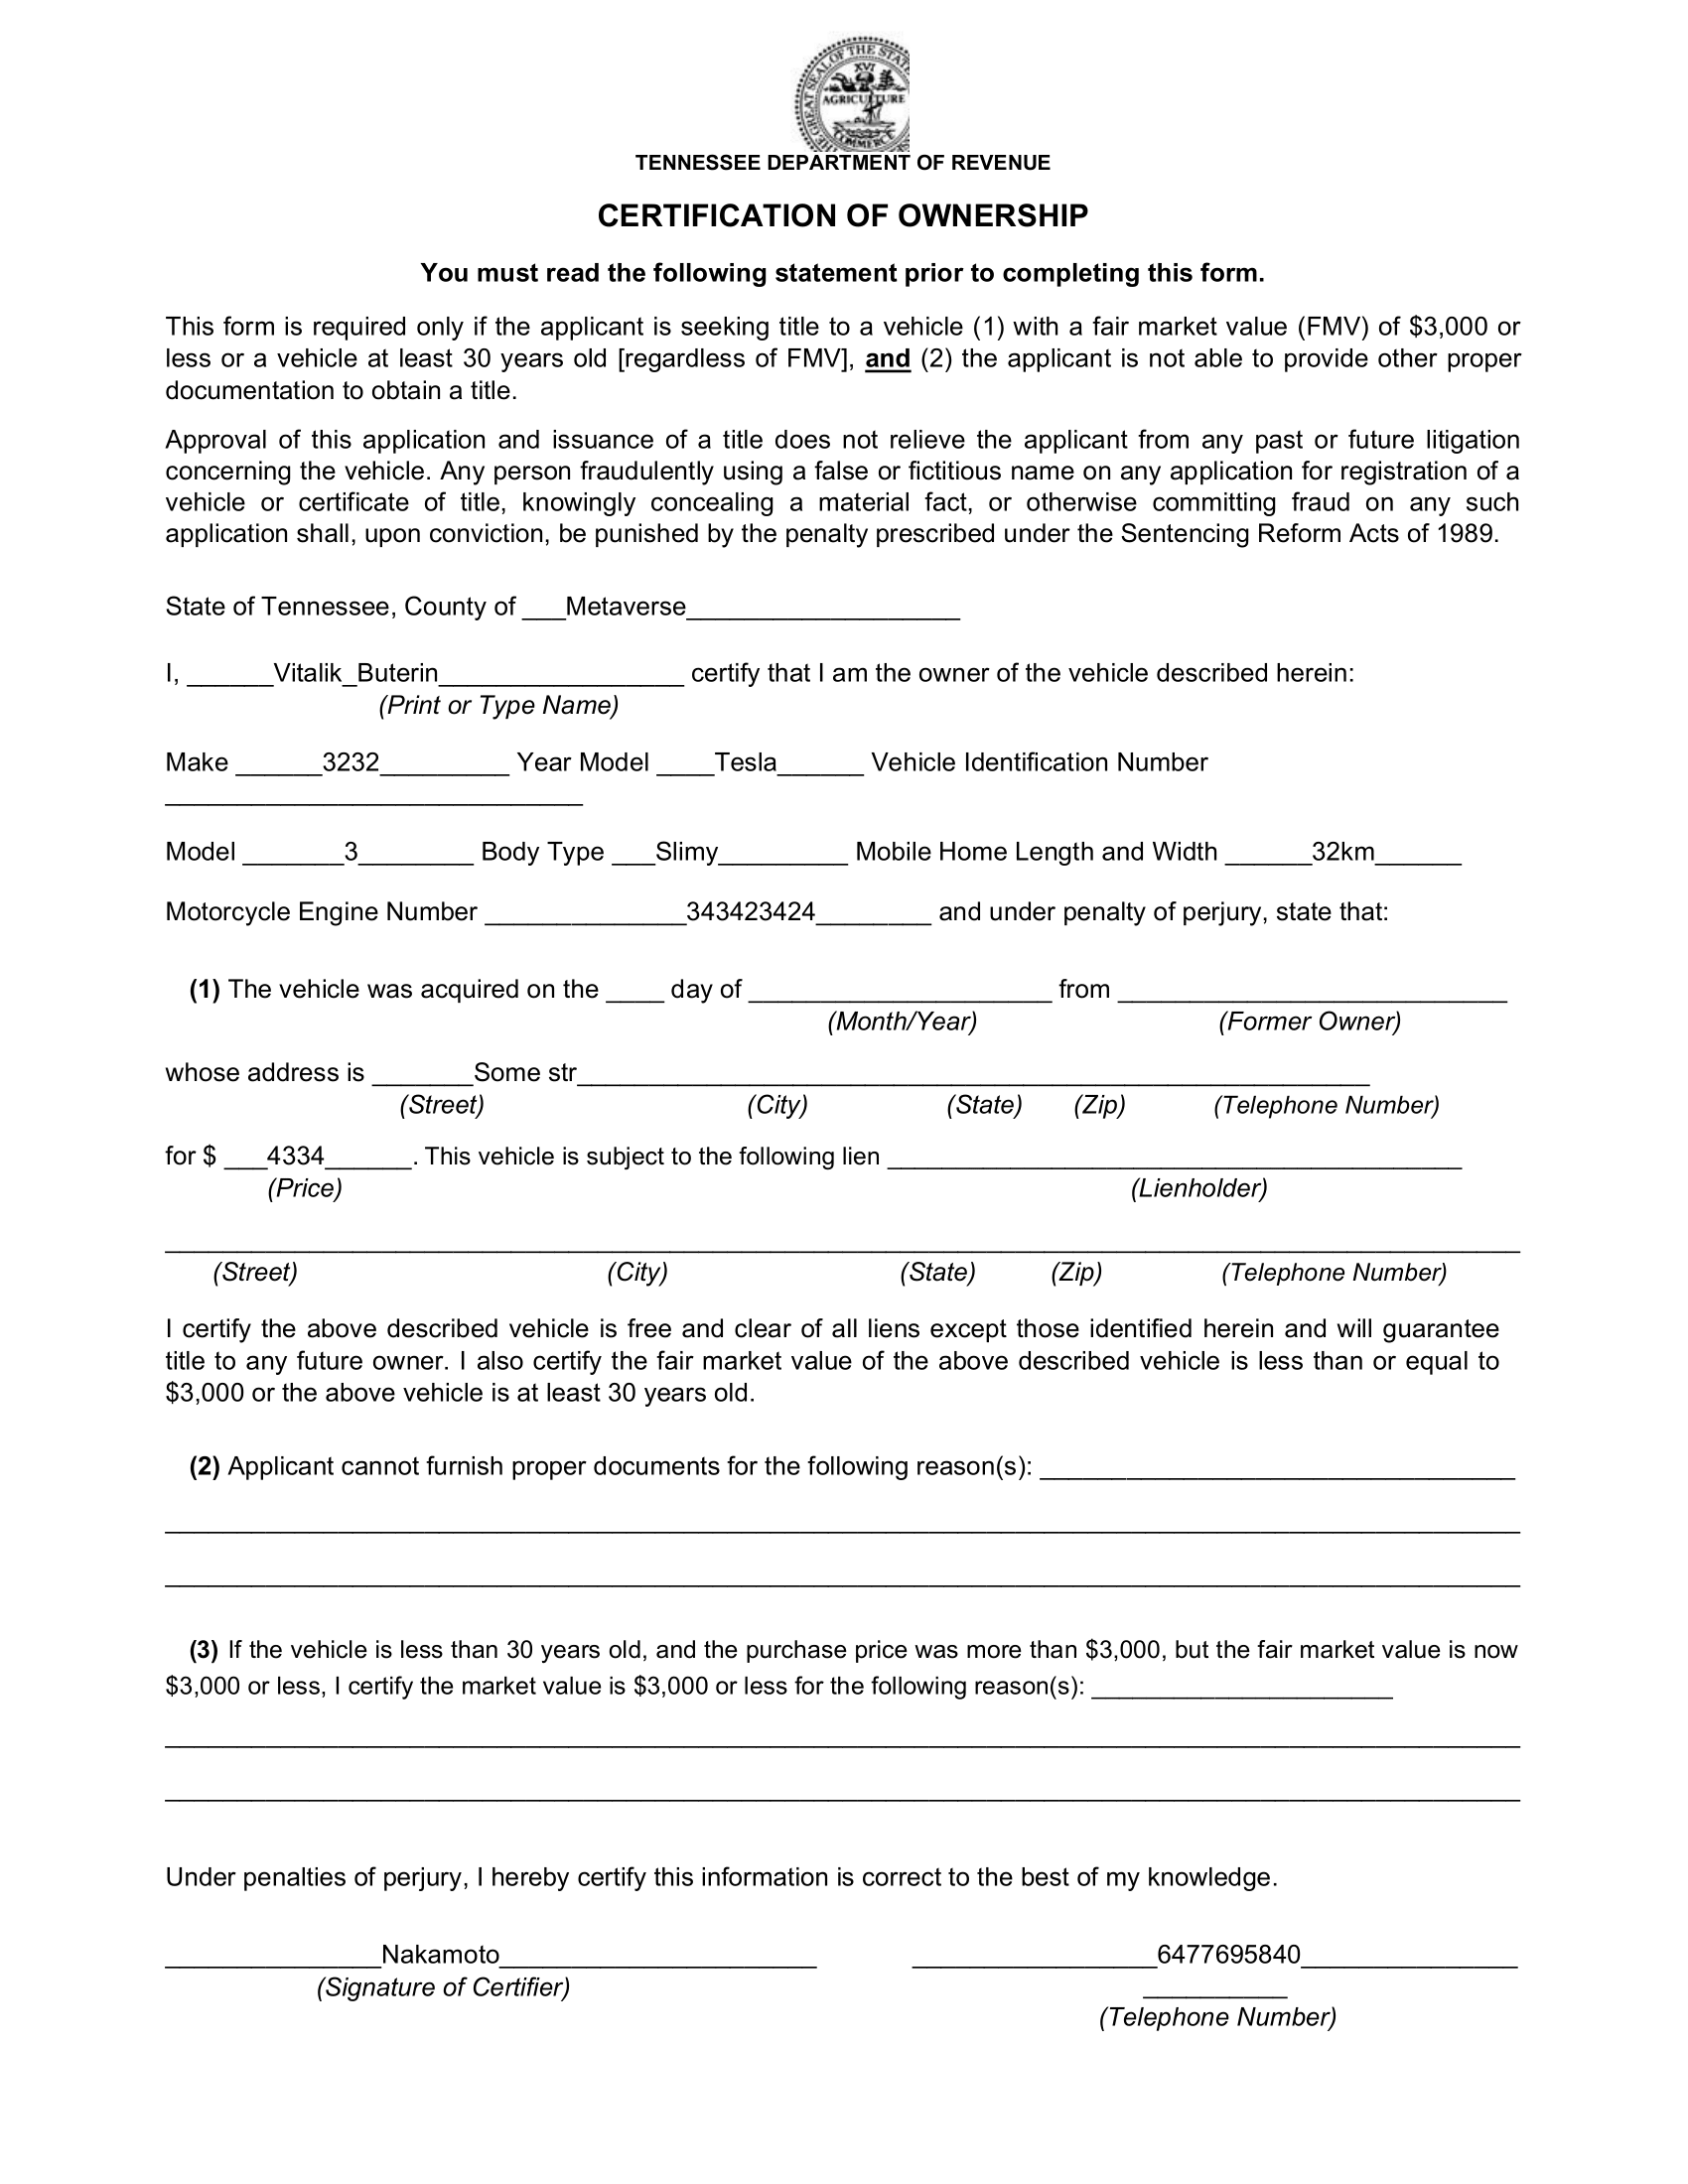 THE GREAT SEAL OF THE STAT
XVI
AGRICULTURE
COMMERCE
TENNESSEE DEPARTMENT OF REVENUE
CERTIFICATION OF OWNERSHIP
You must read the following statement prior to completing this form.
This form is required only if the applicant is seeking title to a vehicle (1) with a fair market value (FMV) of $3,000 or
less or a vehicle at least 30 years old [regardless of FMV], and (2) the applicant is not able to provide other proper
documentation to obtain a title.
Approval of this application and issuance of a title does not relieve the applicant from any past or future litigation
concerning the vehicle. Any person fraudulently using a false or fictitious name on any application for registration of a
vehicle or certificate of title, knowingly concealing a material fact, or otherwise committing fraud on any such
application shall, upon conviction, be punished by the penalty prescribed under the Sentencing Reform Acts of 1989.
State of Tennessee, County of ___Metaverse___________________
I, ______Vitalik_Buterin_________________ certify that I am the owner of the vehicle described herein:
(Print or Type Name)
Make ______3232_________ Year Model ____Tesla______ Vehicle Identification Number
_____________________________
Model _______3________ Body Type ___Slimy_________ Mobile Home Length and Width ______32km______
Motorcycle Engine Number ______________343423424________ and under penalty of perjury, state that:
(1) The vehicle was acquired on the ____ day of _____________________ from ___________________________
(Month/Year) (Former Owner)
whose address is _______Some str_______________________________________________________
(Street) (City) (State) (Zip) (Telephone Number)
for $ ___4334______. This vehicle is subject to the following lien ________________________________________
(Price) (Lienholder)
______________________________________________________________________________________________
(Street) (City) (State) (Zip) (Telephone Number)
I certify the above described vehicle is free and clear of all liens except those identified herein and will guarantee
title to any future owner. I also certify the fair market value of the above described vehicle is less than or equal to
$3,000 or the above vehicle is at least 30 years old.
(2) Applicant cannot furnish proper documents for the following reason(s): _________________________________
______________________________________________________________________________________________
______________________________________________________________________________________________
(3) If the vehicle is less than 30 years old, and the purchase price was more than $3,000, but the fair market value is now
$3,000 or less, I certify the market value is $3,000 or less for the following reason(s): _____________________
______________________________________________________________________________________________
______________________________________________________________________________________________
Under penalties of perjury, I hereby certify this information is correct to the best of my knowledge.
_______________Nakamoto______________________ _________________6477695840_______________
__________
(Signature of Certifier)
(Telephone Number)